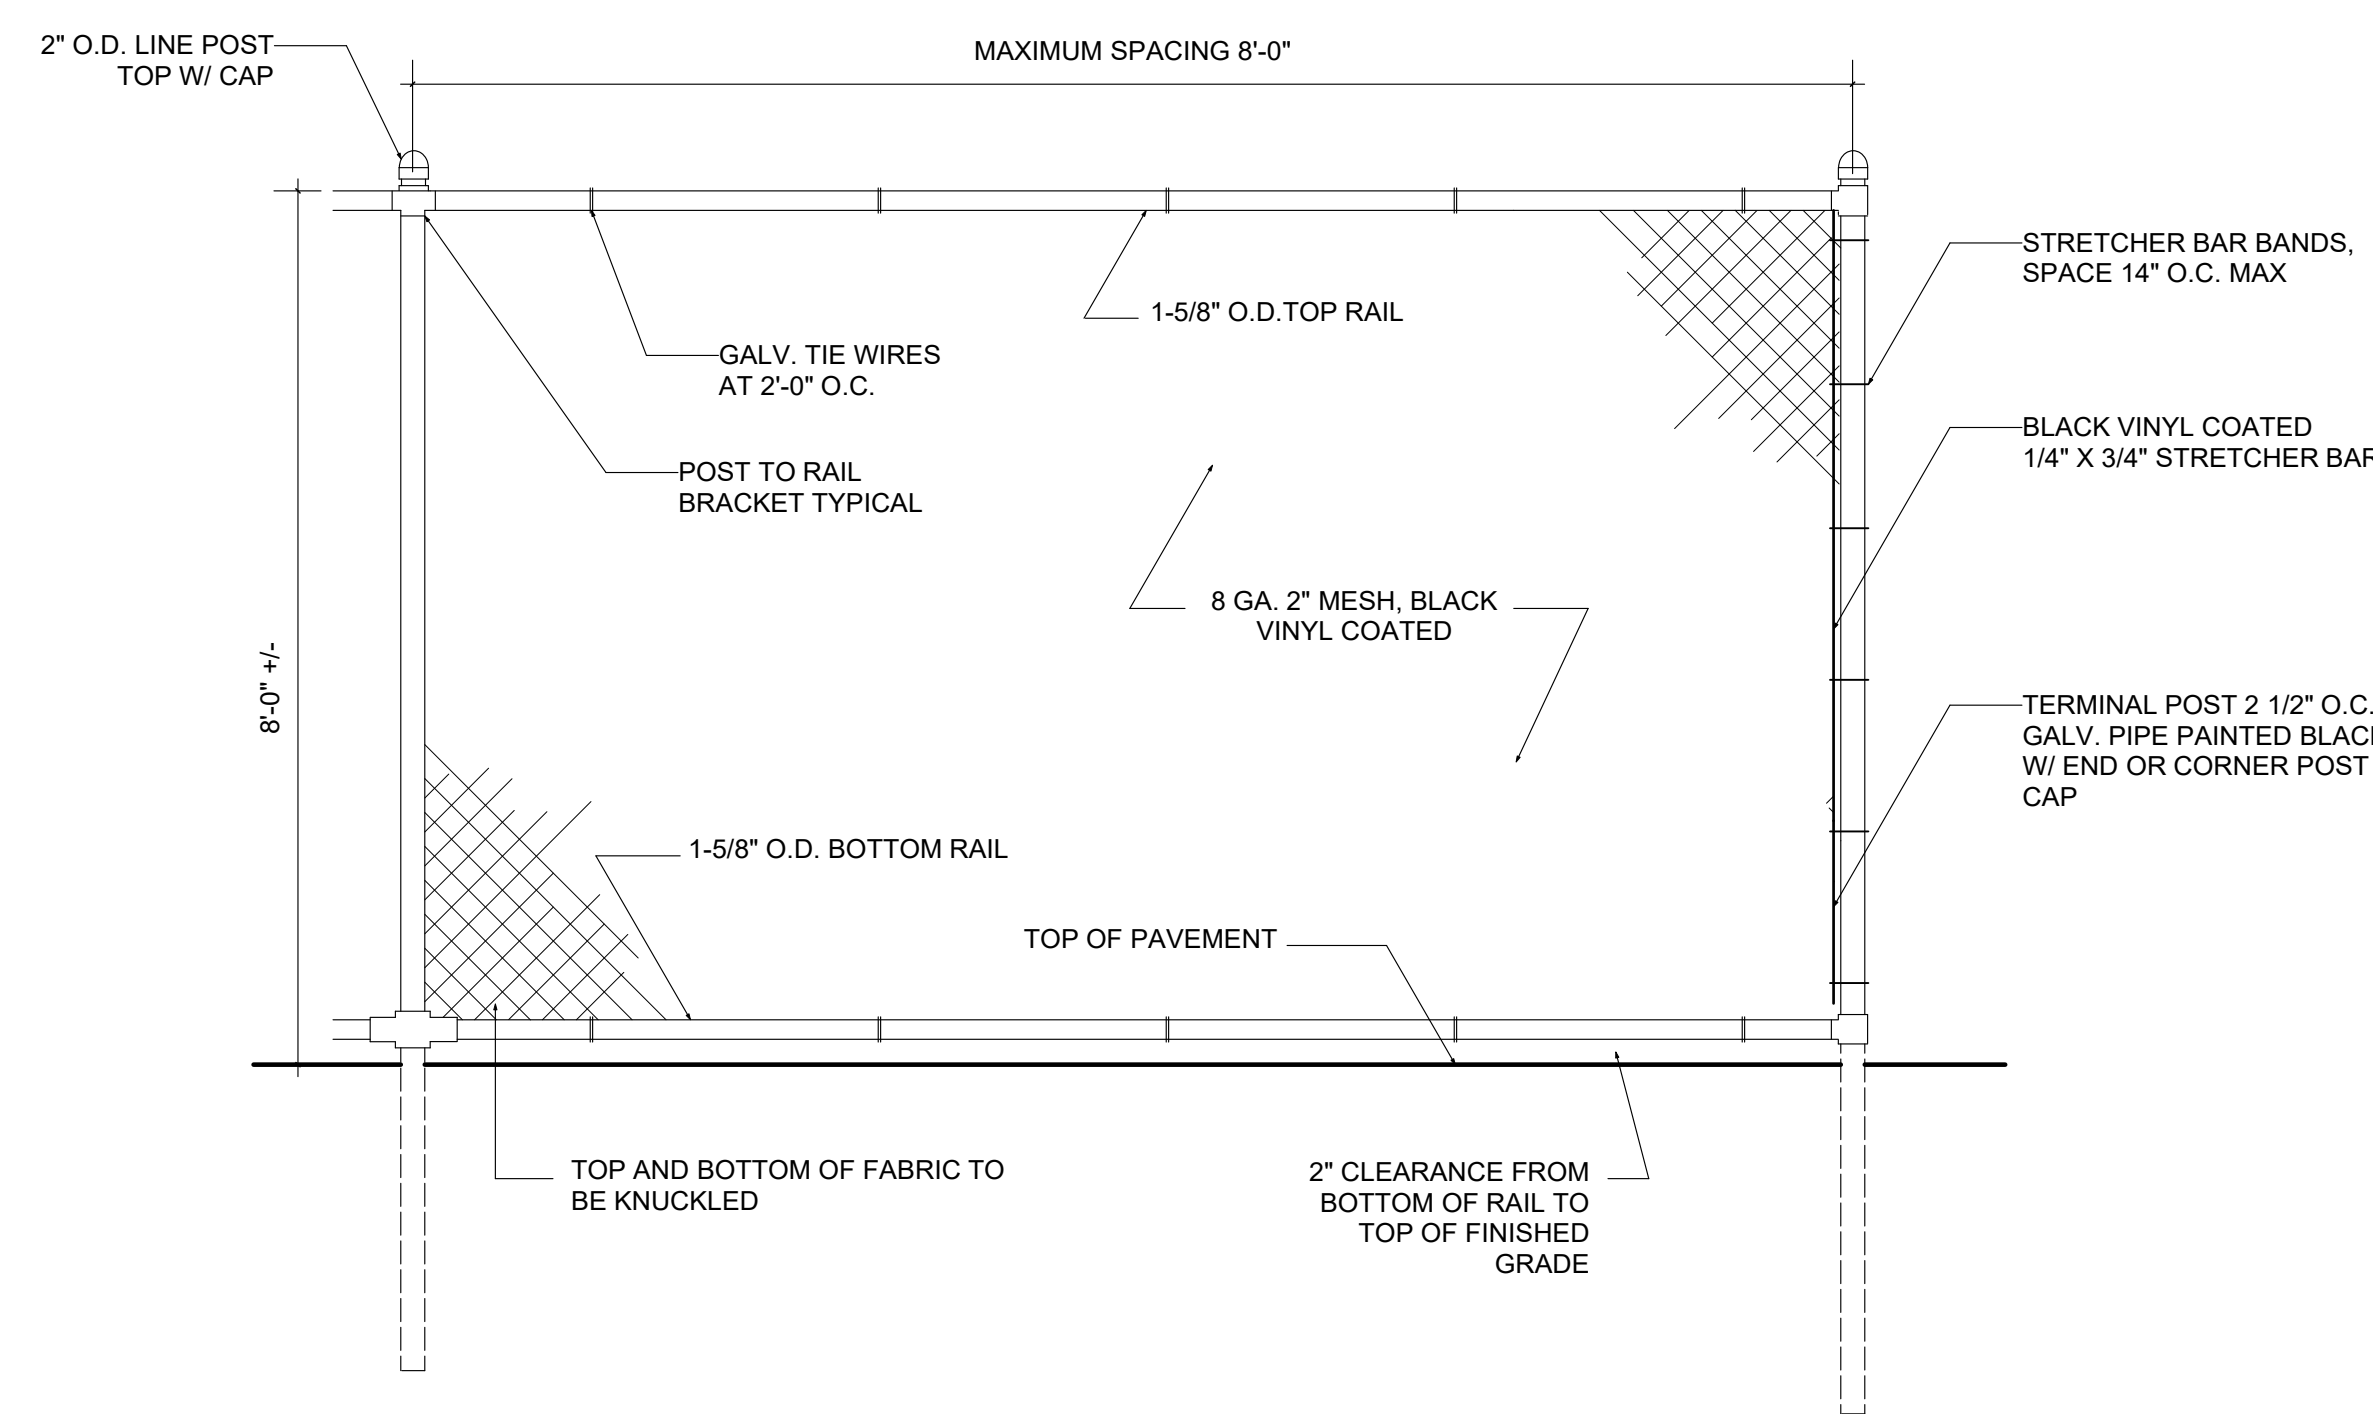 2" O.D. LINE POST
TOP W/ CAP
MAXIMUM SPACING 8'-0"
STRETCHER BAR BANDS,
SPACE 14" O.C. MAX
1-5/8" O.D.TOP RAIL
GALV. TIE WIRES
AT 2'-0" O.C.
BLACK VINYL COATED
1/4" X 3/4" STRETCHER BAR
POST TO RAIL
BRACKET TYPICAL
8 GA. 2" MESH, BLACK
VINYL COATED
8'-0" +/-
TERMINAL POST 2 1/2" O.C.
GALV. PIPE PAINTED BLACK
W/ END OR CORNER POST
CAP
1-5/8" O.D. BOTTOM RAIL
TOP OF PAVEMENT
TOP AND BOTTOM OF FABRIC TO
BE KNUCKLED
2" CLEARANCE FROM
BOTTOM OF RAIL TO
TOP OF FINISHED
GRADE